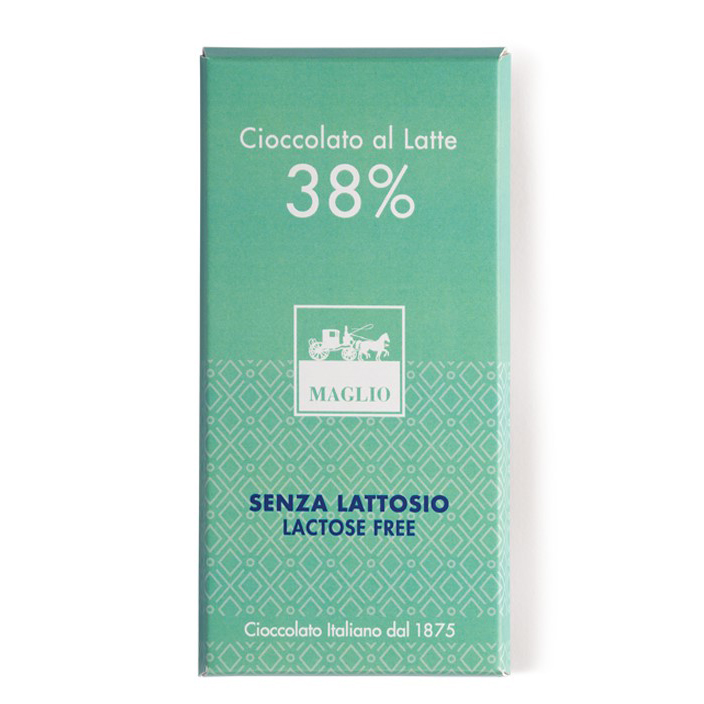 Cioccolato al Latte
38%
MAGLIO
SENZA LATTOSIO
LACTOSE FREE
Cioccolato Italiano dal 1875